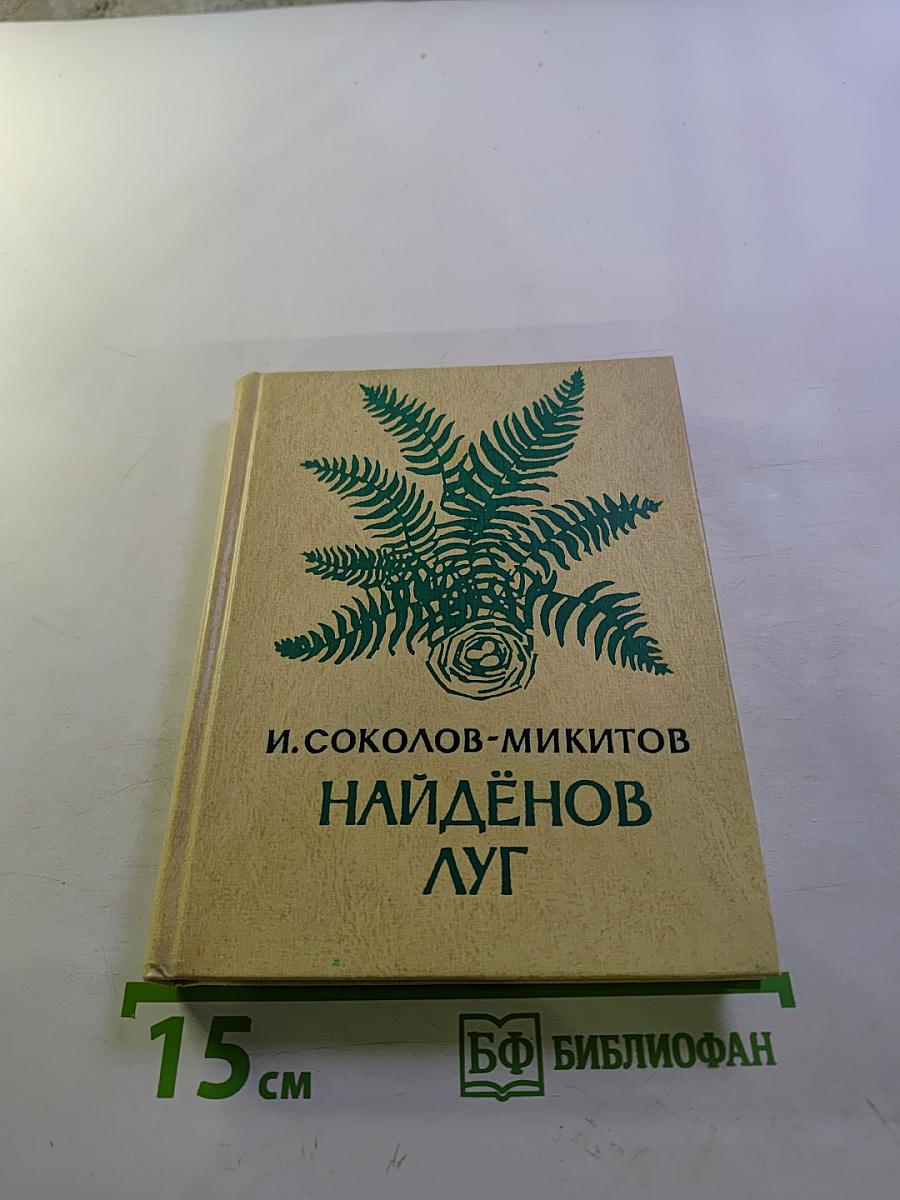 И. СОКОЛОВ-МИКИТОВ
НАЙДЁНОВ
ЛУГ
15 см
БФ БИБЛИОФАН